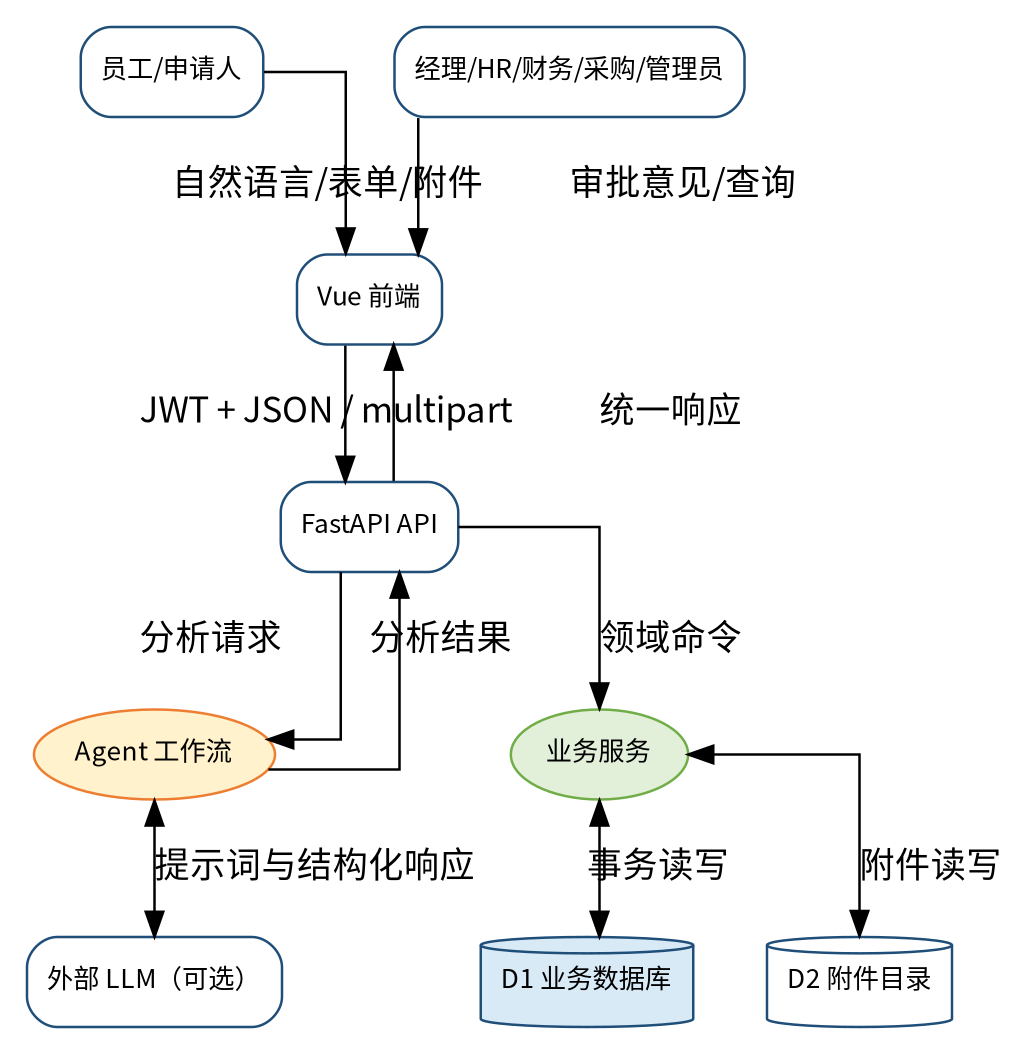 员工/申请人
经理/HR/财务/采购/管理员
自然语言/表单/附件
审批意见/查询
Vue 前端
JWT + JSON / multipart
统一响应
FastAPI API
分析请求
分析结果
领域命令
Agent 工作流
业务服务
提示词与结构化响应
事务读写
附件读写
外部 LLM（可选）
D1 业务数据库
D2 附件目录